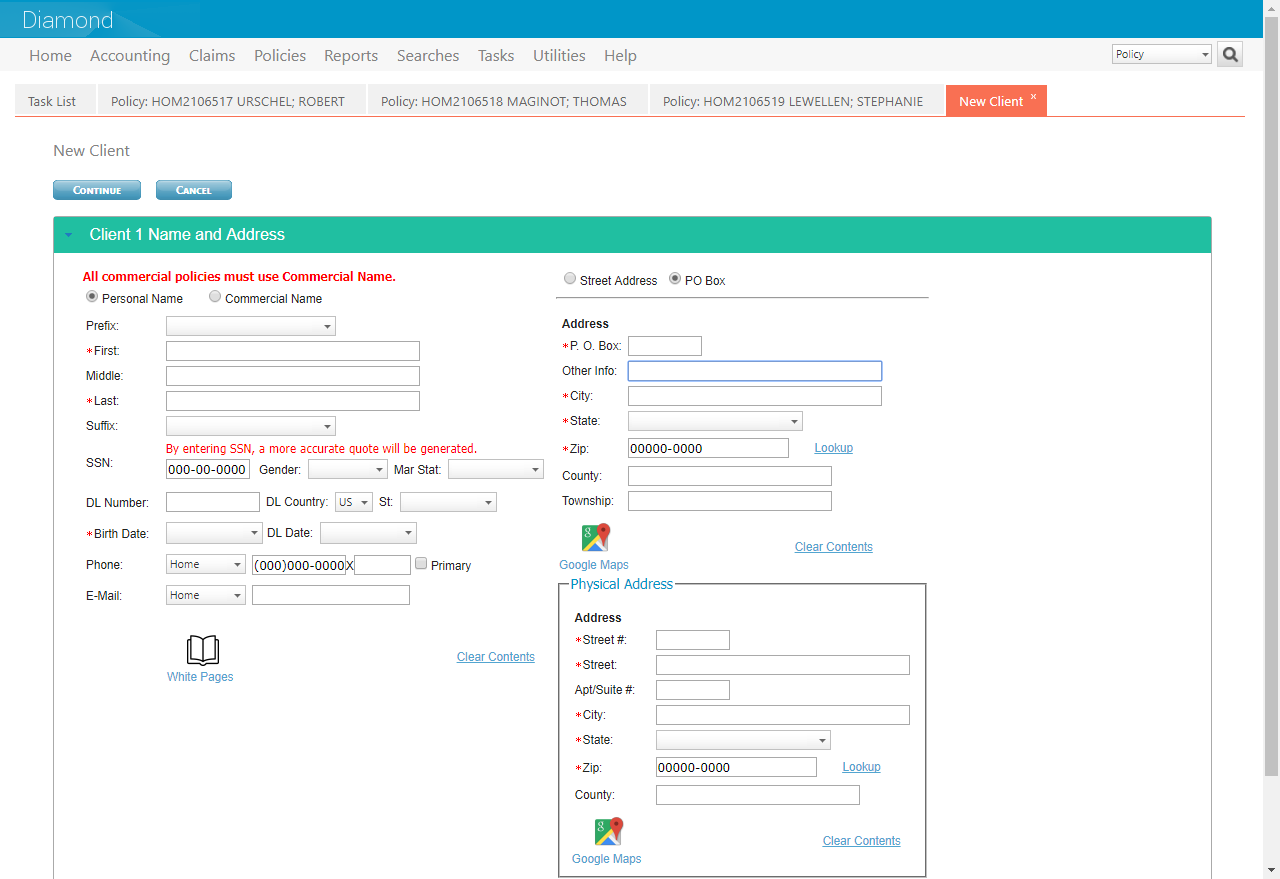 Diamond
Home Accounting Claims Policies Reports Searches Tasks Utilities Help Policy
Task List Policy: HOM2106517 URSCHEL; ROBERT Policy: HOM2106518 MAGINOT; THOMAS Policy: HOM2106519 LEWELLEN; STEPHANIE New Client x
New Client
CONTINUE CANCEL
Client 1 Name and Address
All commercial policies must use Commercial Name.
Personal Name Commercial Name
Prefix:
*First:
Middle:
*Last:
Suffix:
By entering SSN, a more accurate quote will be generated.
SSN: 000-00-0000 Gender: Mar Stat:
DL Number: DL Country: US St:
*Birth Date: DL Date:
Phone: Home (000)000-0000 X Primary
E-Mail: Home
White Pages
Clear Contents
Street Address PO Box
Address
*P. O. Box:
Other Info:
*City:
*State:
*Zip: 00000-0000 Lookup
County:
Township:
Google Maps
Clear Contents
Physical Address
Address
*Street #:
*Street:
Apt/Suite #:
*City:
*State:
*Zip: 00000-0000 Lookup
County:
Google Maps
Clear Contents